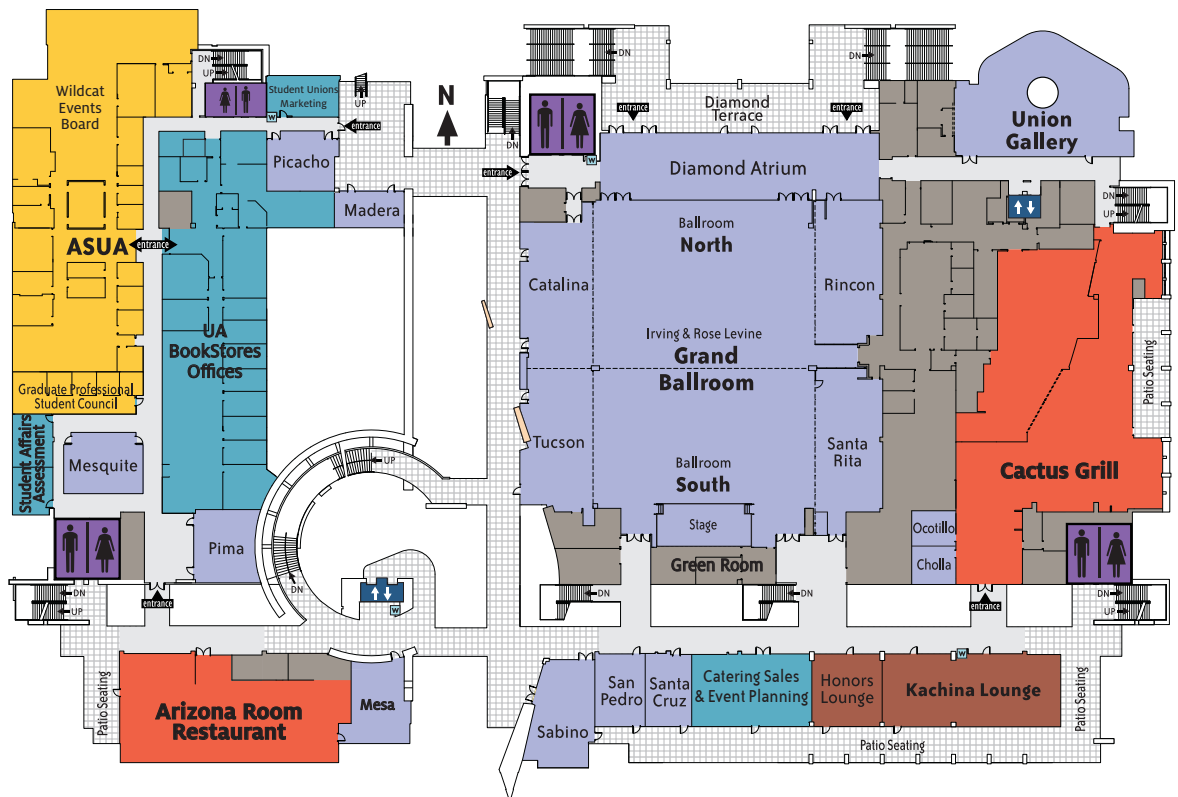 Wildcat
Events
Board
DN
UP
Student Unions
Marketing
W
UP
entrance
N
DN
DN
entrance
Diamond
Terrace
entrance
DN
Union
Gallery
Picacho
Madera
entrance
W
Diamond Atrium
DN
UP
ASUA
entrance
Ballroom
North
Catalina
Rincon
UA
BookStores
Offices
Irving & Rose Levine
Grand
Ballroom
Patio Seating
Graduate Professional
Student Council
Student Affairs
Assessment
Mesquite
UP
Tucson
Ballroom
South
Santa
Rita
Cactus Grill
Pima
Stage
Green Room
Ocotillo
Cholla
DN
UP
entrance
DN
W
DN
DN
entrance
DN
UP
Patio Seating
Arizona Room
Restaurant
Mesa
Sabino
San
Pedro
Santa
Cruz
Catering Sales
& Event Planning
Honors
Lounge
W
Kachina Lounge
Patio Seating
Patio Seating